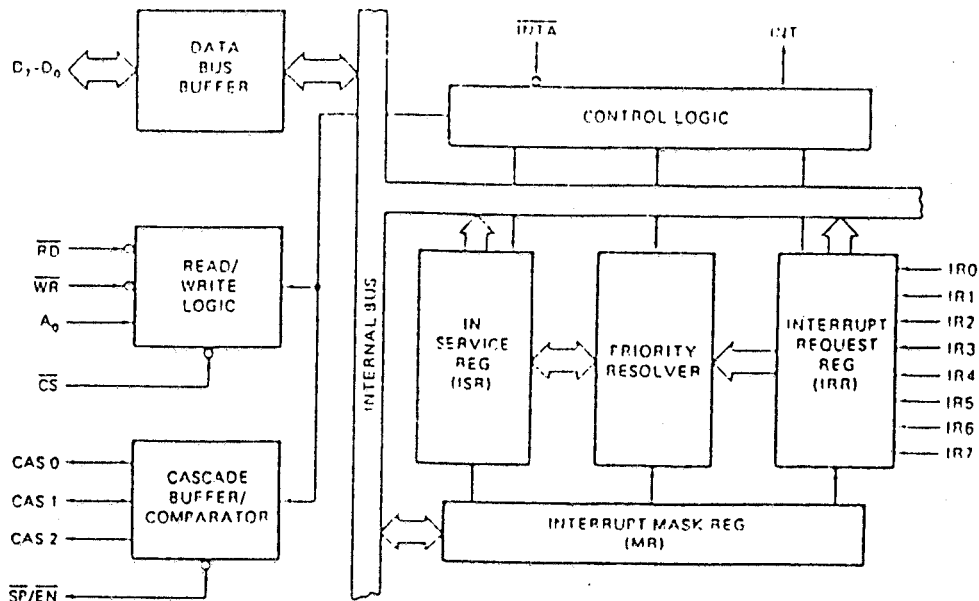 DATA
BUS
BUFFER
D₇-D₀
INTA
INT
CONTROL LOGIC
RD
WR
A₀
CS
READ/
WRITE
LOGIC
INTERNAL BUS
IN
SERVICE
REG
(ISR)
PRIORITY
RESOLVER
INTERRUPT
REQUEST
REG
(IRR)
IR0
IR1
IR2
IR3
IR4
IR5
IR6
IR7
CAS 0
CAS 1
CAS 2
SP/EN
CASCADE
BUFFER/
COMPARATOR
INTERRUPT MASK REG
(MR)